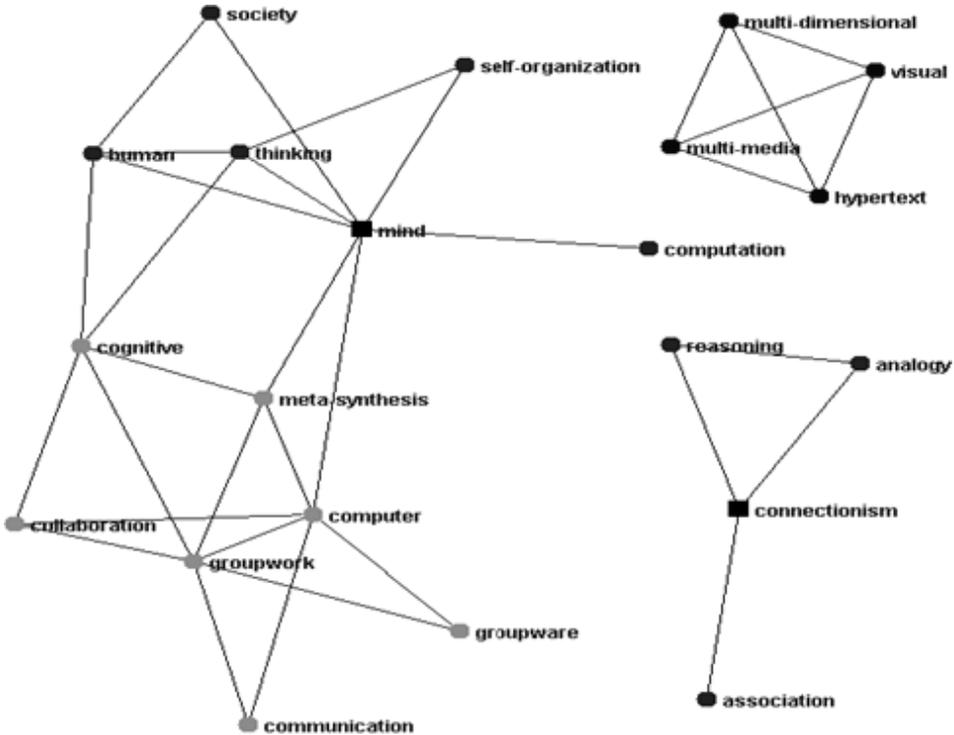 society
multi-dimensional
self-organization
visual
human
thinking
multi-media
hypertext
mind
computation
cognitive
reasoning
analogy
meta-synthesis
connectionism
computer
collaboration
groupwork
groupware
association
communication